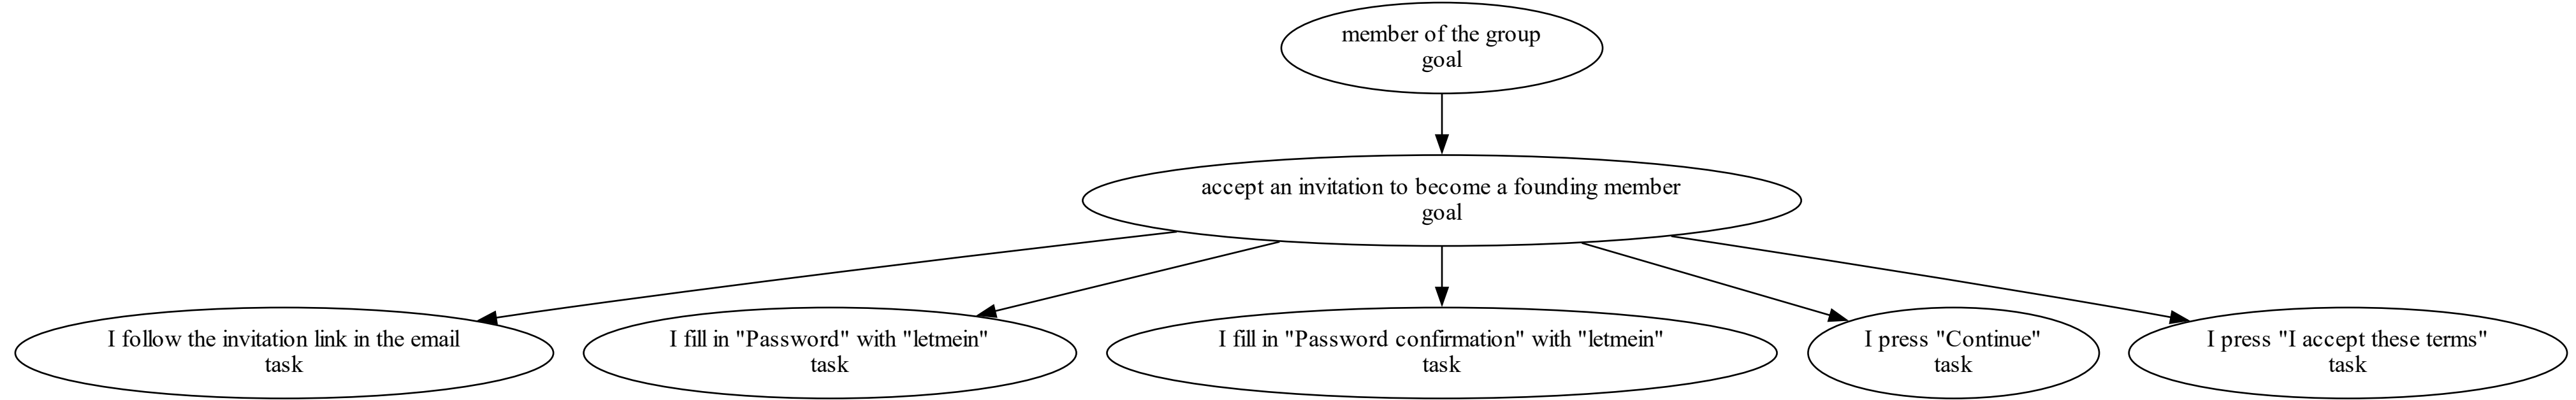 member of the group
goal
accept an invitation to become a founding member
goal
I follow the invitation link in the email
task
I fill in "Password" with "letmein"
task
I fill in "Password confirmation" with "letmein"
task
I press "Continue"
task
I press "I accept these terms"
task